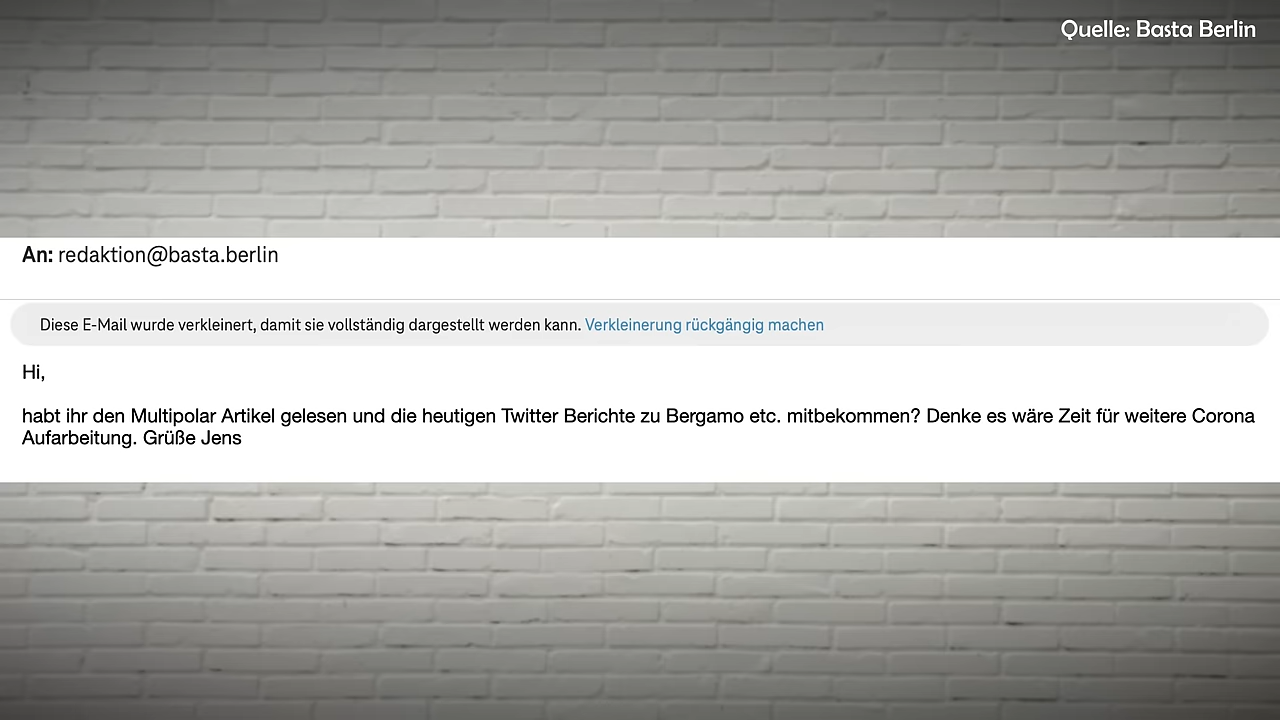 Quelle: Basta Berlin
An: redaktion@basta.berlin
Diese E-Mail wurde verkleinert, damit sie vollständig dargestellt werden kann. Verkleinerung rückgängig machen
Hi,
habt ihr den Multipolar Artikel gelesen und die heutigen Twitter Berichte zu Bergamo etc. mitbekommen? Denke es wäre Zeit für weitere Corona
Aufarbeitung. Grüße Jens